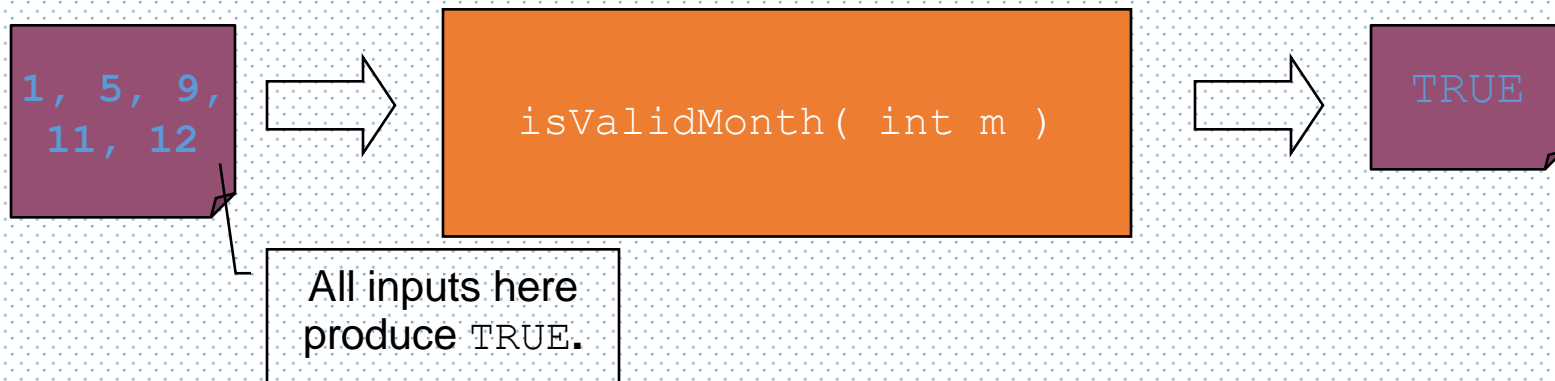 1, 5, 9,
11, 12
isValidMonth( int m )
TRUE
All inputs here
produce TRUE.